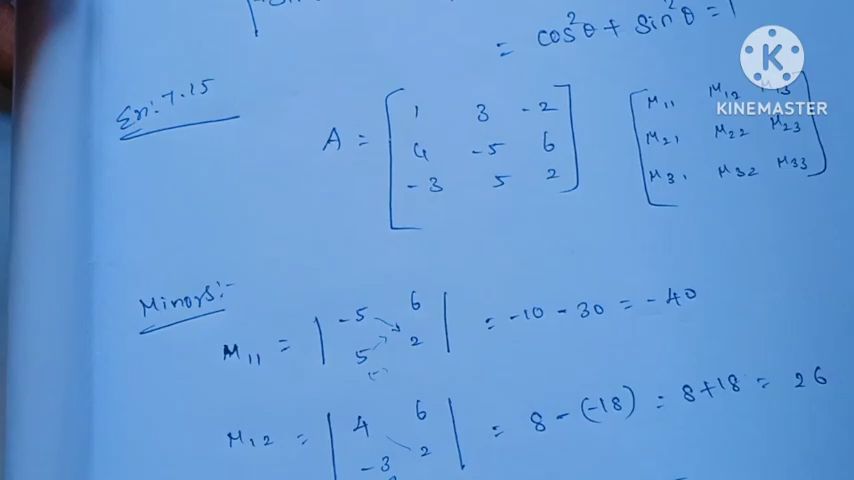 = cos²θ + Sin²θ = 1
Ex: 7.15
A = [ 1 3 -2
4 -5 6
-3 5 2 ]
[ M11 M12 M13
M21 M22 M23
M31 M32 M33 ]
KINEMASTER
Minors:-
M11 = | -5 6
5 2 | = -10 - 30 = -40
M12 = | 4 6
-3 2 | = 8 - (-18) = 8 + 18 = 26